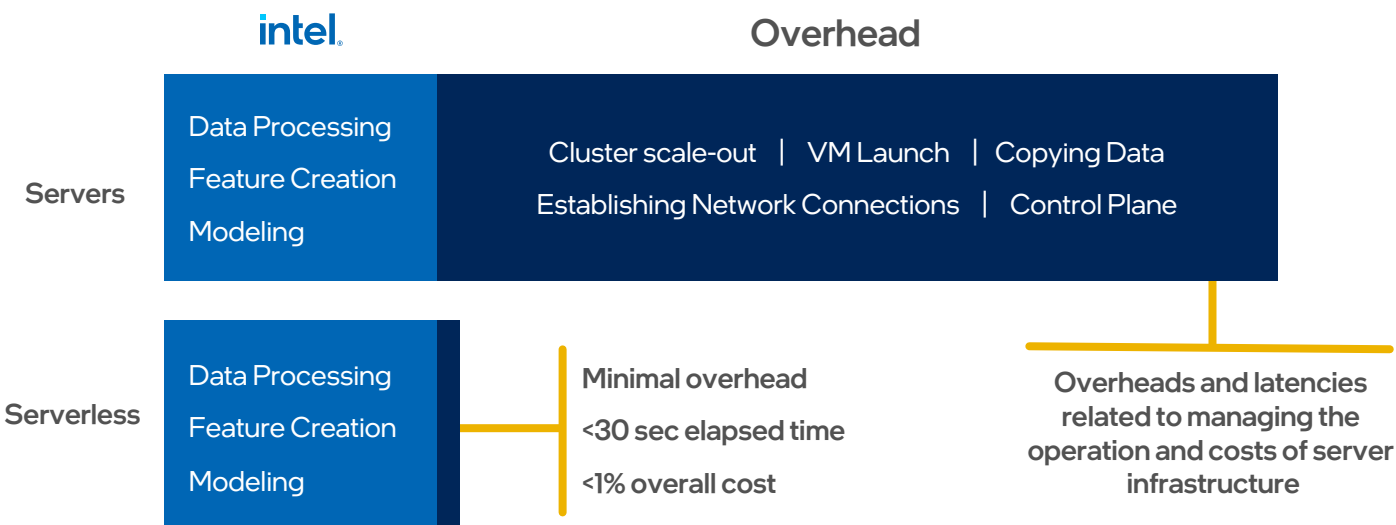 intel®
Overhead
Servers
Data Processing
Feature Creation
Modeling
Cluster scale-out | VM Launch | Copying Data
Establishing Network Connections | Control Plane
Serverless
Data Processing
Feature Creation
Modeling
Minimal overhead
<30 sec elapsed time
<1% overall cost
Overheads and latencies
related to managing the
operation and costs of server
infrastructure